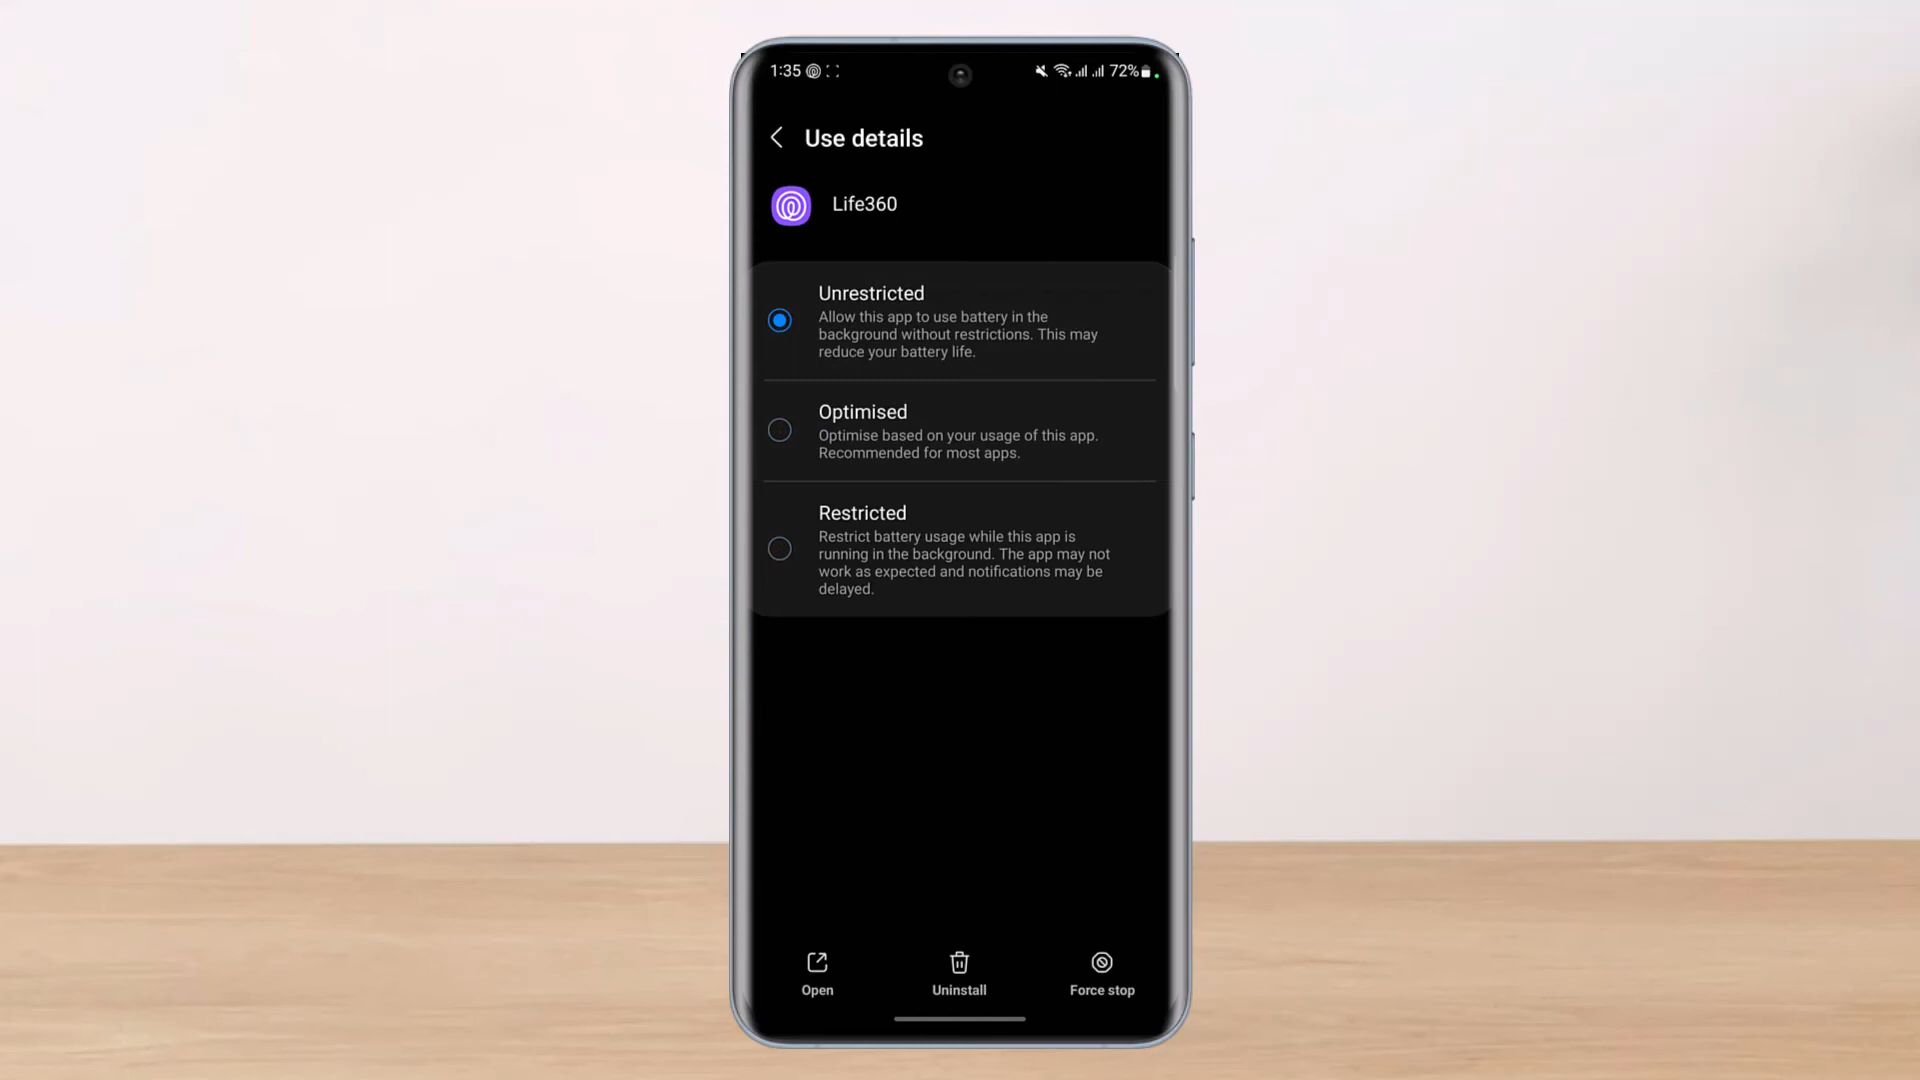 1:35 72%
Use details
Life360
Unrestricted
Allow this app to use battery in the
background without restrictions. This may
reduce your battery life.
Optimised
Optimise based on your usage of this app.
Recommended for most apps.
Restricted
Restrict battery usage while this app is
running in the background. The app may not
work as expected and notifications may be
delayed.
Open Uninstall Force stop